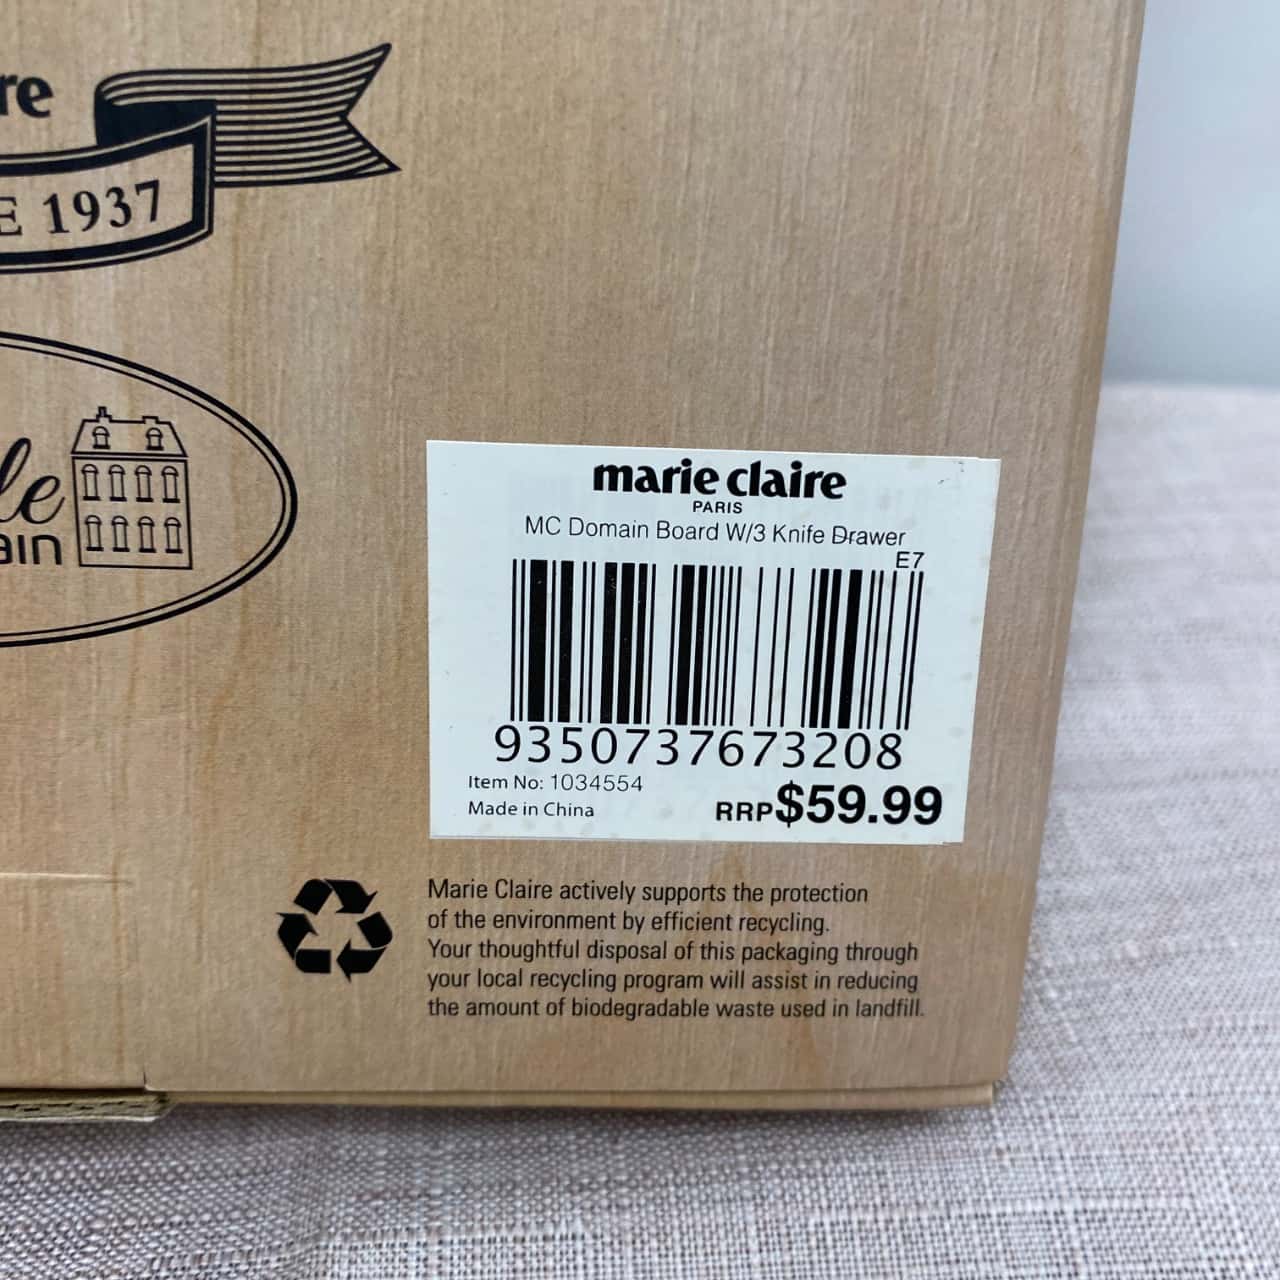 re
E 1937
le
ain
marie claire
PARIS
MC Domain Board W/3 Knife Drawer
E7
9350737673208
Item No: 1034554
Made in China
RRP$59.99
Marie Claire actively supports the protection
of the environment by efficient recycling.
Your thoughtful disposal of this packaging through
your local recycling program will assist in reducing
the amount of biodegradable waste used in landfill.